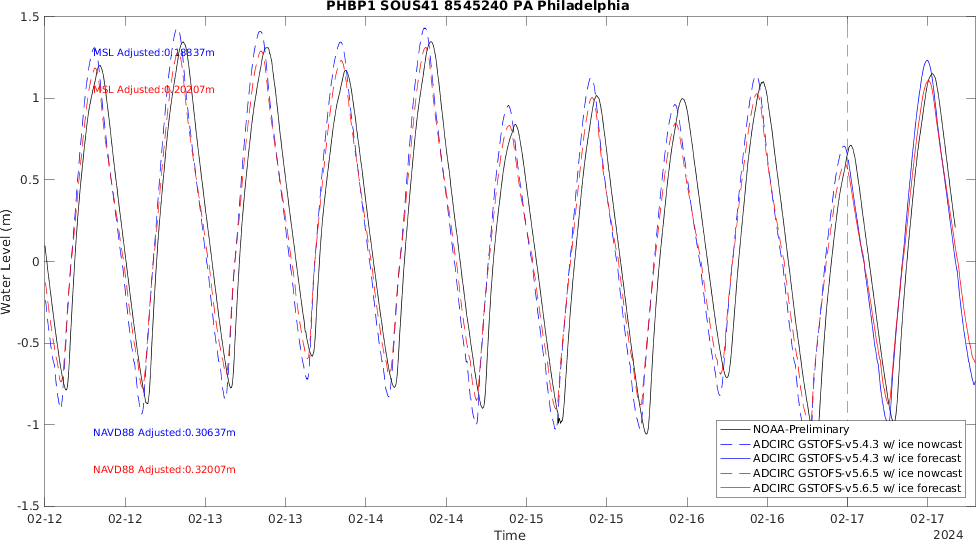 PHBP1 SOUS41 8545240 PA Philadelphia
1.5
1
0.5
0
-0.5
-1
-1.5
Water Level (m)
MSL Adjusted:0.18837m
MSL Adjusted:0.20207m
NAVD88 Adjusted:0.30637m
NAVD88 Adjusted:0.32007m
NOAA-Preliminary
ADCIRC GSTOFS-v5.4.3 w/ ice nowcast
ADCIRC GSTOFS-v5.4.3 w/ ice forecast
ADCIRC GSTOFS-v5.6.5 w/ ice nowcast
ADCIRC GSTOFS-v5.6.5 w/ ice forecast
02-12 02-12 02-13 02-13 02-14 02-14 02-15 02-15 02-16 02-16 02-17 02-17
Time
2024